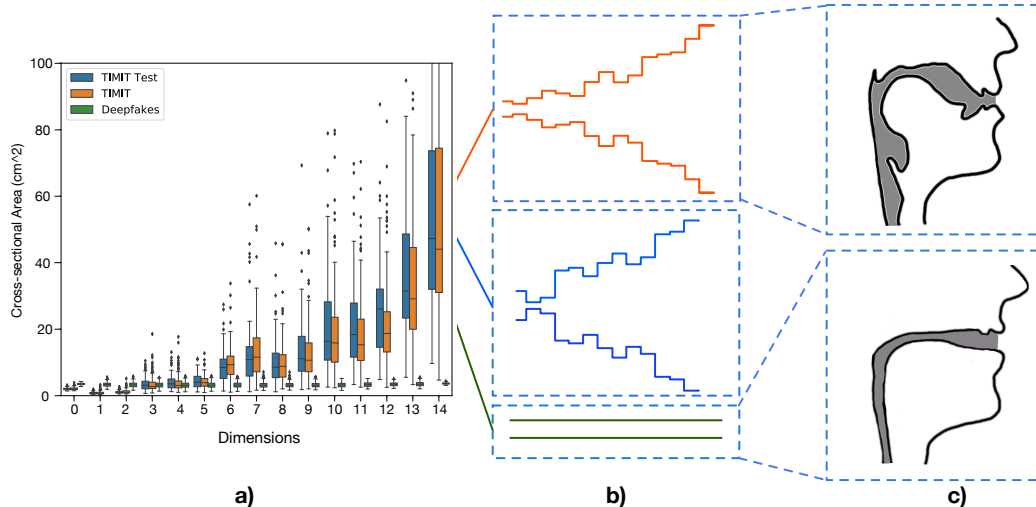 100
80
60
40
20
0
Cross-sectional Area (cm^2)
TIMIT Test
TIMIT
Deepfakes
0 1 2 3 4 5 6 7 8 9 10 11 12 13 14
Dimensions
a) b) c)